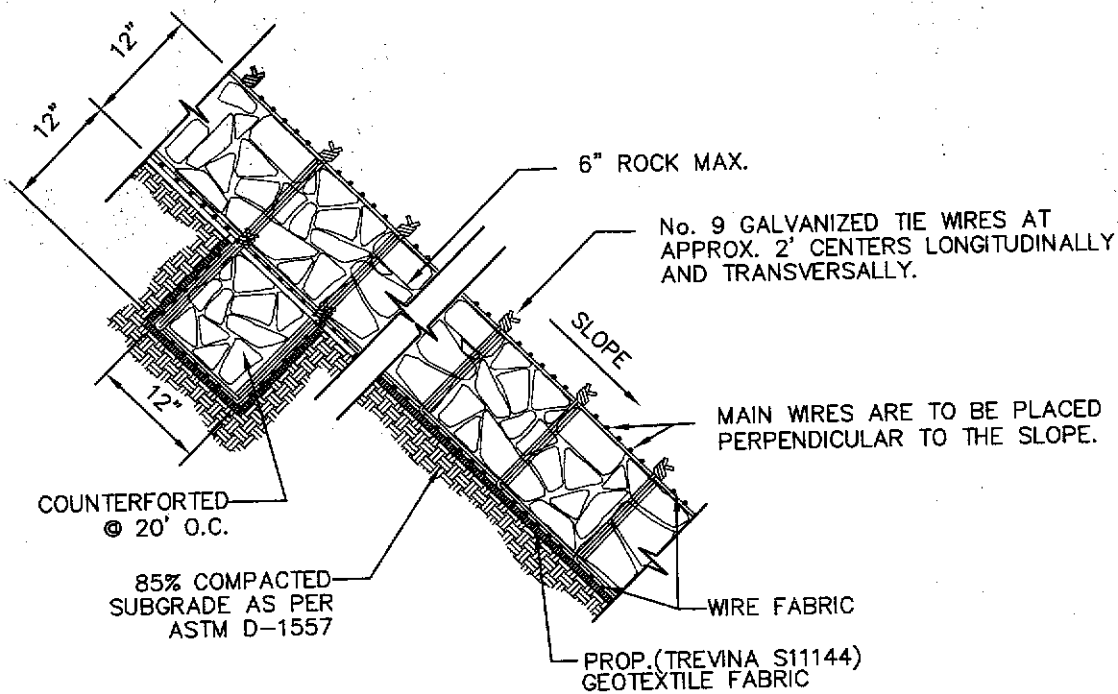 12"
12"
6" ROCK MAX.
No. 9 GALVANIZED TIE WIRES AT
APPROX. 2' CENTERS LONGITUDINALLY
AND TRANSVERSALLY.
SLOPE
12"
MAIN WIRES ARE TO BE PLACED
PERPENDICULAR TO THE SLOPE.
COUNTERFORTED
@ 20' O.C.
85% COMPACTED
SUBGRADE AS PER
ASTM D-1557
WIRE FABRIC
PROP.(TREVINA S11144)
GEOTEXTILE FABRIC